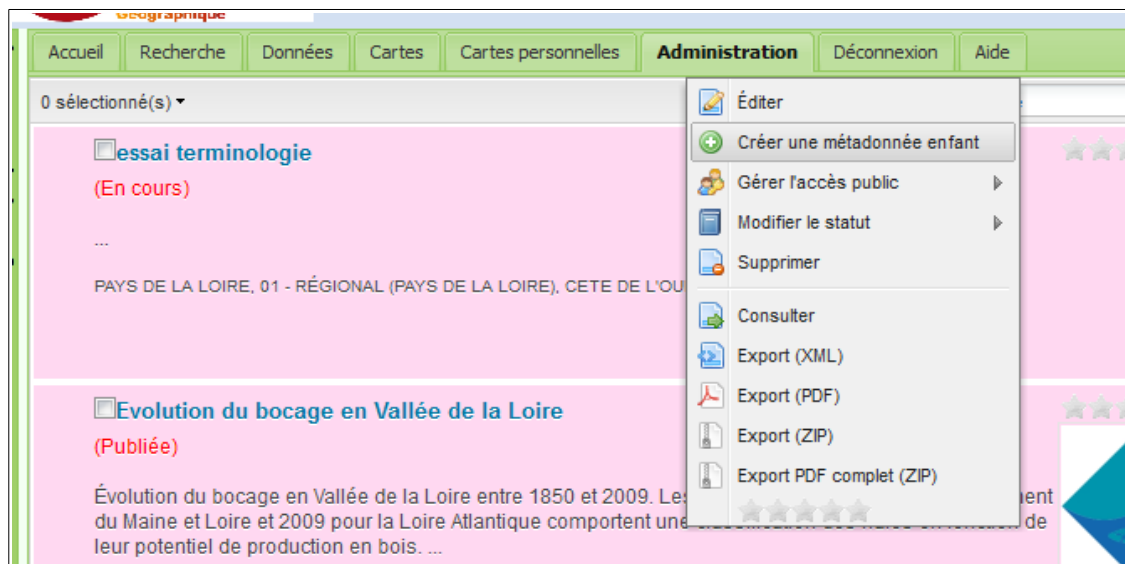 Géographique
Accueil Recherche Données Cartes Cartes personnelles Administration Déconnexion Aide
0 sélectionné(s)
Éditer
Créer une métadonnée enfant
Gérer l'accès public
Modifier le statut
Supprimer
Consulter
Export (XML)
Export (PDF)
Export (ZIP)
Export PDF complet (ZIP)
essai terminologie
(En cours)
...
PAYS DE LA LOIRE, 01 - RÉGIONAL (PAYS DE LA LOIRE), CETE DE L'OU
Evolution du bocage en Vallée de la Loire
(Publiée)
Évolution du bocage en Vallée de la Loire entre 1850 et 2009. Les
du Maine et Loire et 2009 pour la Loire Atlantique comportent une de
leur potentiel de production en bois. ...